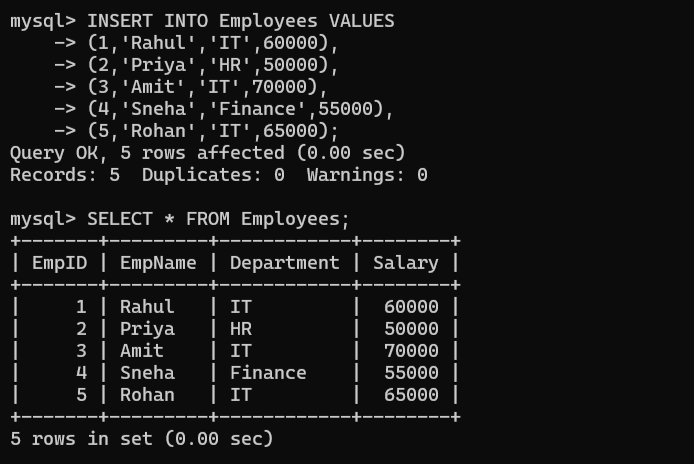 mysql> INSERT INTO Employees VALUES
    -> (1,'Rahul','IT',60000),
    -> (2,'Priya','HR',50000),
    -> (3,'Amit','IT',70000),
    -> (4,'Sneha','Finance',55000),
    -> (5,'Rohan','IT',65000);
Query OK, 5 rows affected (0.00 sec)
Records: 5  Duplicates: 0  Warnings: 0

mysql> SELECT * FROM Employees;
+-------+---------+------------+--------+
| EmpID | EmpName | Department | Salary |
+-------+---------+------------+--------+
|     1 | Rahul   | IT         |  60000 |
|     2 | Priya   | HR         |  50000 |
|     3 | Amit    | IT         |  70000 |
|     4 | Sneha   | Finance    |  55000 |
|     5 | Rohan   | IT         |  65000 |
+-------+---------+------------+--------+
5 rows in set (0.00 sec)